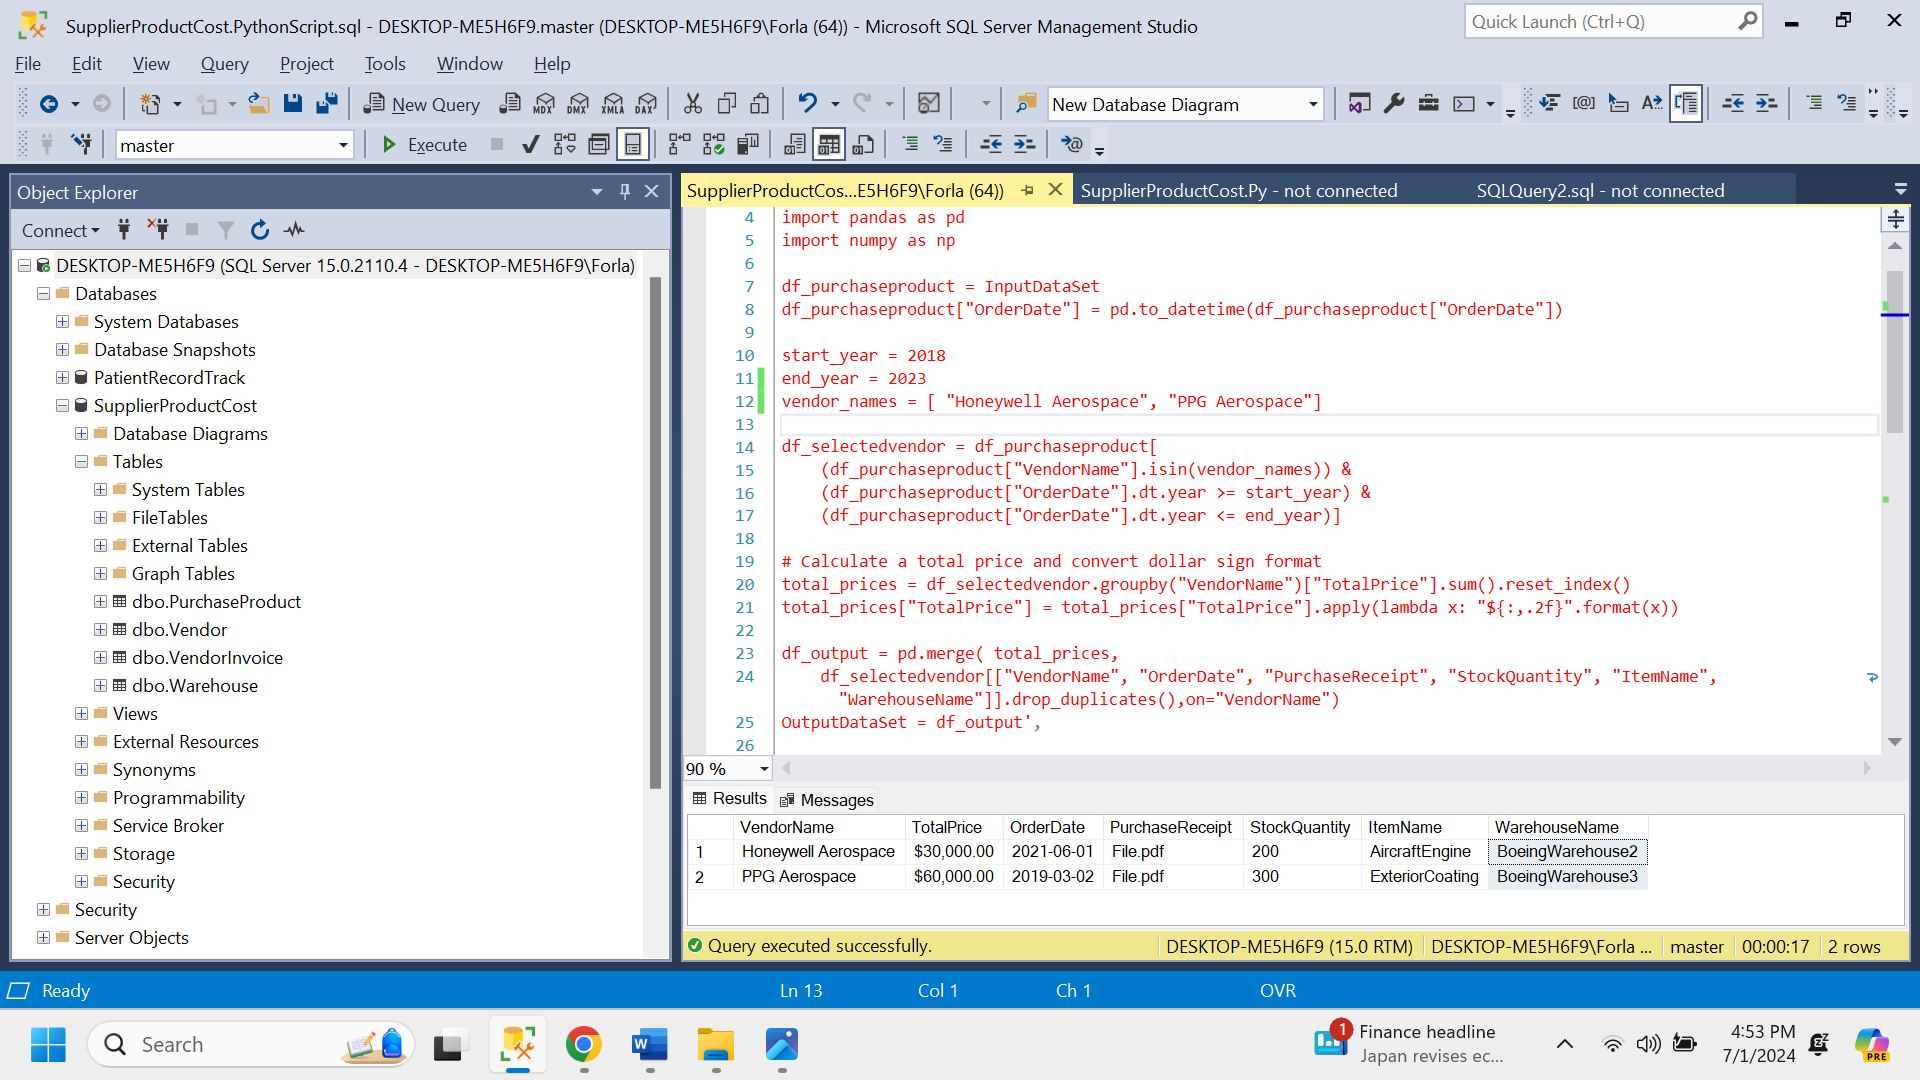 SupplierProductCost.PythonScript.sql - DESKTOP-ME5H6F9.master (DESKTOP-ME5H6F9\Forla (64)) - Microsoft SQL Server Management Studio
Quick Launch (Ctrl+Q)
File Edit View Query Project Tools Window Help
New Query MDX DMX XMLA DAX New Database Diagram
master Execute
Object Explorer
Connect
DESKTOP-ME5H6F9 (SQL Server 15.0.2110.4 - DESKTOP-ME5H6F9\Forla)
Databases
System Databases
Database Snapshots
PatientRecordTrack
SupplierProductCost
Database Diagrams
Tables
System Tables
FileTables
External Tables
Graph Tables
dbo.PurchaseProduct
dbo.Vendor
dbo.VendorInvoice
dbo.Warehouse
Views
External Resources
Synonyms
Programmability
Service Broker
Storage
Security
Security
Server Objects
SupplierProductCos...E5H6F9\Forla (64)) SupplierProductCost.Py - not connected SQLQuery2.sql - not connected
4 import pandas as pd
5 import numpy as np
6
7 df_purchaseproduct = InputDataSet
8 df_purchaseproduct["OrderDate"] = pd.to_datetime(df_purchaseproduct["OrderDate"])
9
10 start_year = 2018
11 end_year = 2023
12 vendor_names = [ "Honeywell Aerospace", "PPG Aerospace"]
13
14 df_selectedvendor = df_purchaseproduct[
15 (df_purchaseproduct["VendorName"].isin(vendor_names)) &
16 (df_purchaseproduct["OrderDate"].dt.year >= start_year) &
17 (df_purchaseproduct["OrderDate"].dt.year <= end_year)]
18
19 # Calculate a total price and convert dollar sign format
20 total_prices = df_selectedvendor.groupby("VendorName")["TotalPrice"].sum().reset_index()
21 total_prices["TotalPrice"] = total_prices["TotalPrice"].apply(lambda x: "${:,.2f}".format(x))
22
23 df_output = pd.merge( total_prices,
24 df_selectedvendor[["VendorName", "OrderDate", "PurchaseReceipt", "StockQuantity", "ItemName",
"WarehouseName"]].drop_duplicates(),on="VendorName")
25 OutputDataSet = df_output',
26
90 %
Results Messages
VendorName TotalPrice OrderDate PurchaseReceipt StockQuantity ItemName WarehouseName
1 Honeywell Aerospace $30,000.00 2021-06-01 File.pdf 200 AircraftEngine BoeingWarehouse2
2 PPG Aerospace $60,000.00 2019-03-02 File.pdf 300 ExteriorCoating BoeingWarehouse3
Query executed successfully. DESKTOP-ME5H6F9 (15.0 RTM) DESKTOP-ME5H6F9\Forla ... master 00:00:17 2 rows
Ready Ln 13 Col 1 Ch 1 OVR
Search
1 Finance headline
Japan revises ec...
4:53 PM
7/1/2024
PRE